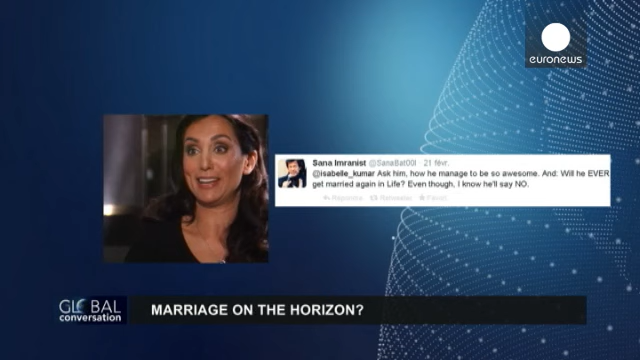 euronews
Sana Imranist @SanaBal00l · 21 févr.
@isabelle_kumar Ask him, how he manage to be so awesome. And: Will he EVER
get married again in Life? Even though, I know he'll say NO.
GLOBAL
conversation
MARRIAGE ON THE HORIZON?